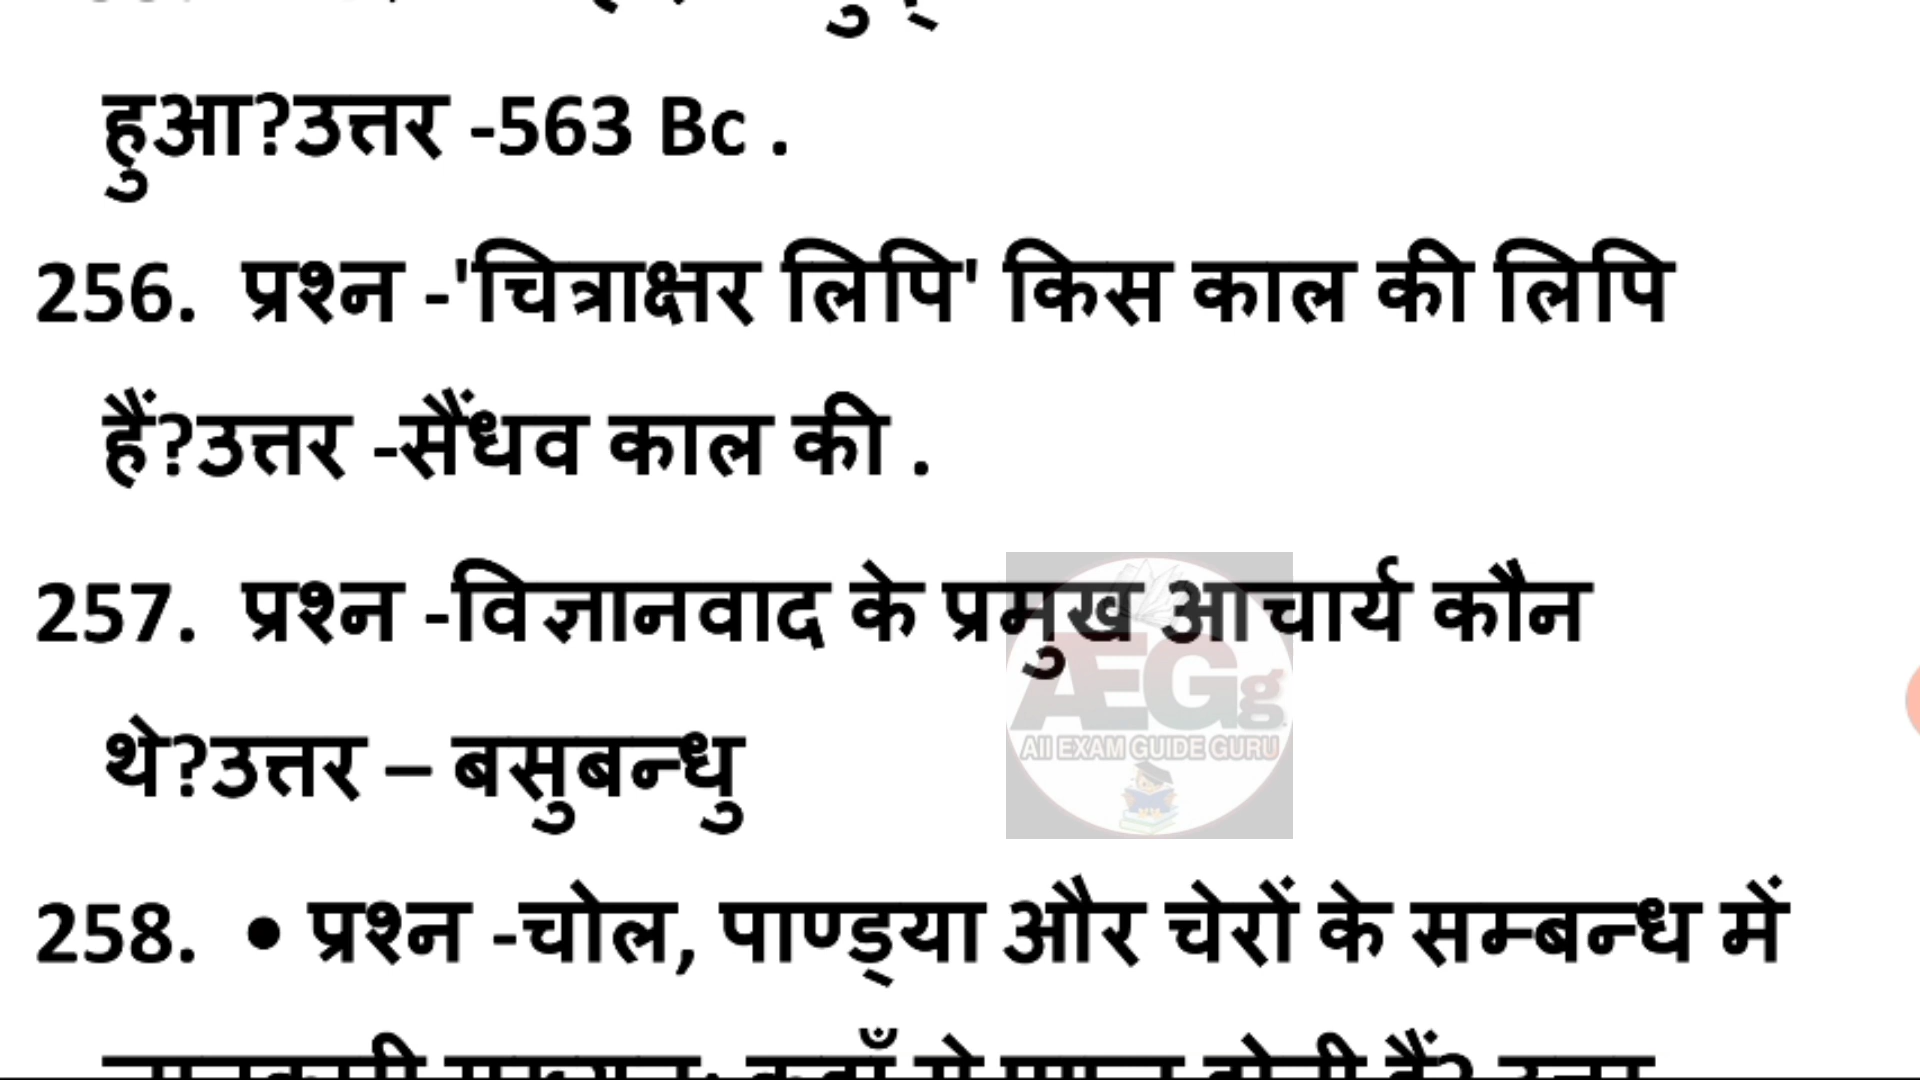 हुआ?उत्तर -563 Bc .
256. प्रश्न -'चित्राक्षर लिपि' किस काल की लिपि
हैं?उत्तर -सैंधव काल की .
257. प्रश्न -विज्ञानवाद के प्रमुख आचार्य कौन
थे?उत्तर – बसुबन्धु
ÆGg
All EXAM GUIDE GURU
258. • प्रश्न -चोल, पाण्ड्या और चेरों के सम्बन्ध में